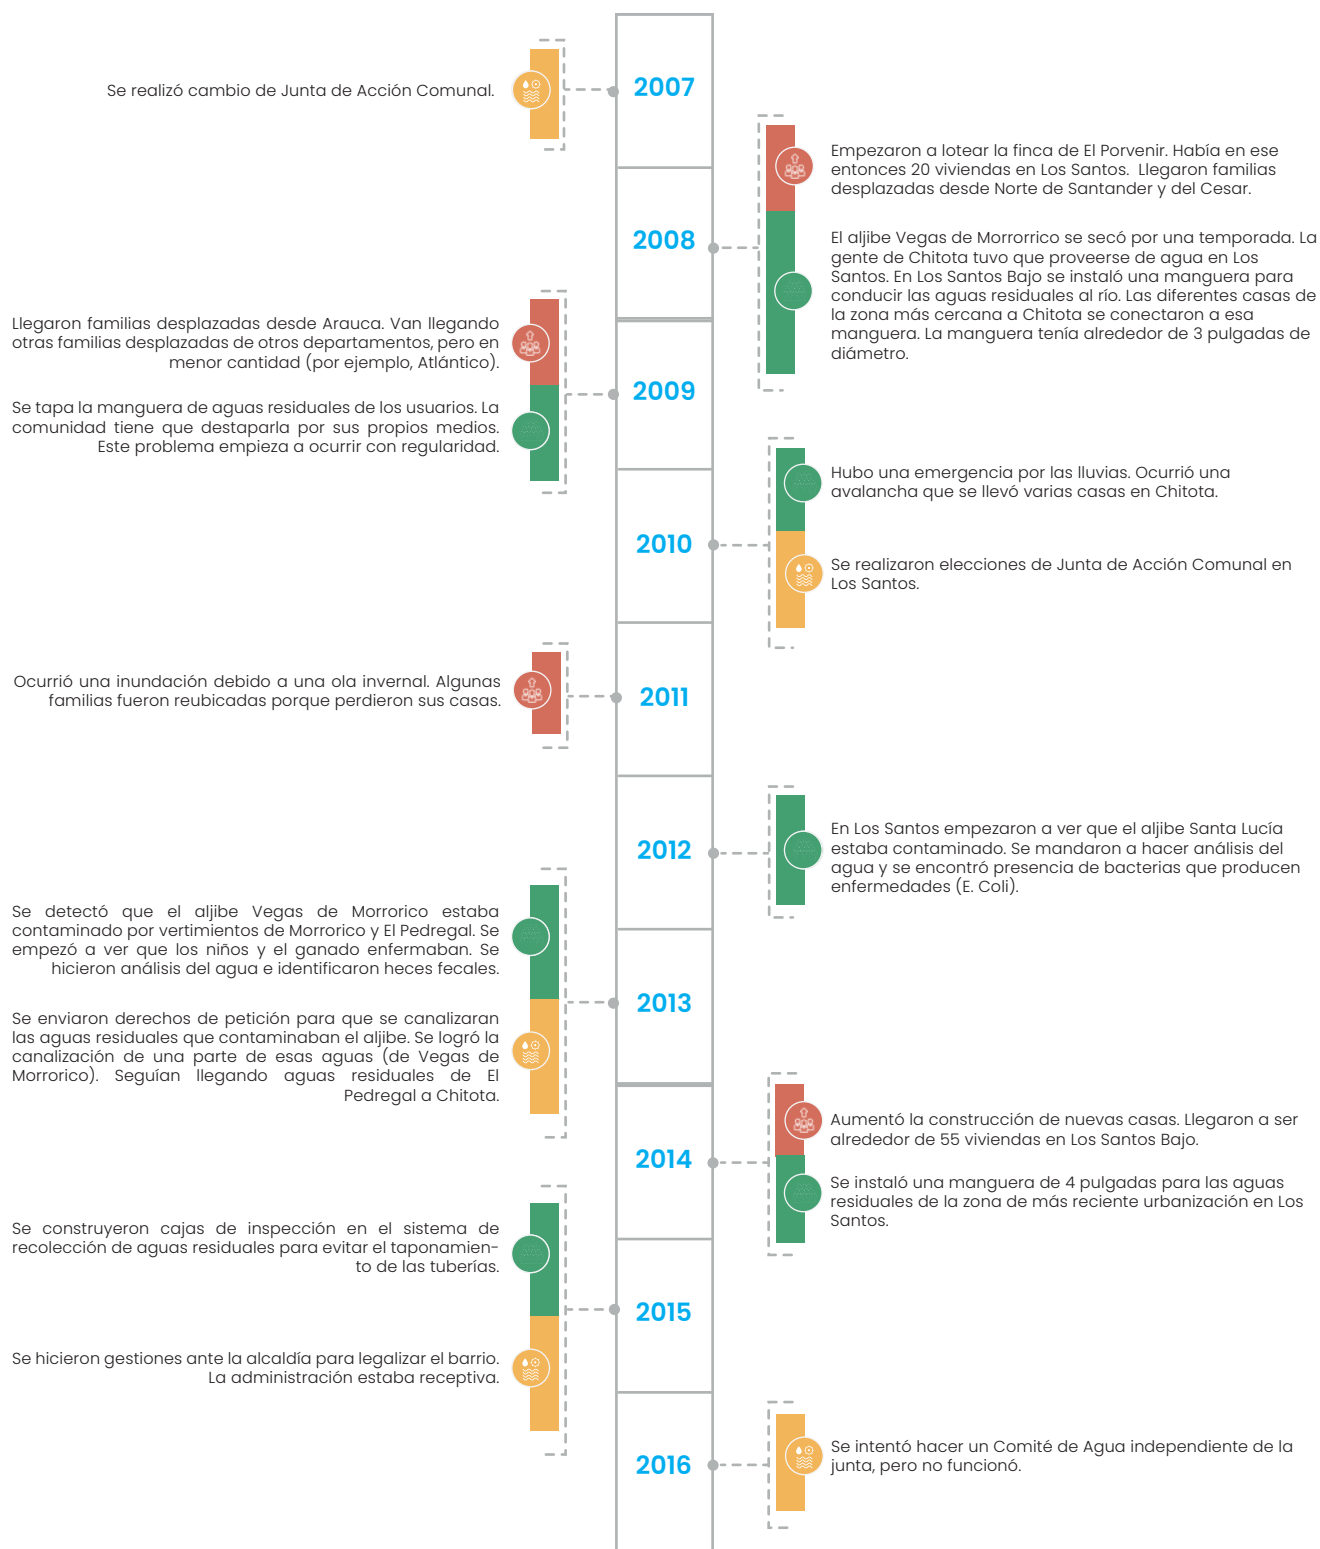 2007
Se realizó cambio de Junta de Acción Comunal.
2008
Empezaron a lotear la finca de El Porvenir. Había en ese
entonces 20 viviendas en Los Santos. Llegaron familias
desplazadas desde Norte de Santander y del Cesar.
El aljibe Vegas de Morrorrico se secó por una temporada. La
gente de Chitota tuvo que proveerse de agua en Los
Santos. En Los Santos Bajo se instaló una manguera para
conducir las aguas residuales al río. Las diferentes casas de
la zona más cercana a Chitota se conectaron a esa
manguera. La manguera tenía alrededor de 3 pulgadas de
diámetro.
2009
Llegaron familias desplazadas desde Arauca. Van llegando
otras familias desplazadas de otros departamentos, pero en
menor cantidad (por ejemplo, Atlántico).
Se tapa la manguera de aguas residuales de los usuarios. La
comunidad tiene que destaparla por sus propios medios.
Este problema empieza a ocurrir con regularidad.
2010
Hubo una emergencia por las lluvias. Ocurrió una
avalancha que se llevó varias casas en Chitota.
Se realizaron elecciones de Junta de Acción Comunal en
Los Santos.
2011
Ocurrió una inundación debido a una ola invernal. Algunas
familias fueron reubicadas porque perdieron sus casas.
2012
En Los Santos empezaron a ver que el aljibe Santa Lucía
estaba contaminado. Se mandaron a hacer análisis del
agua y se encontró presencia de bacterias que producen
enfermedades (E. Coli).
2013
Se detectó que el aljibe Vegas de Morrorico estaba
contaminado por vertimientos de Morrorico y El Pedregal. Se
empezó a ver que los niños y el ganado enfermaban. Se
hicieron análisis del agua e identificaron heces fecales.
Se enviaron derechos de petición para que se canalizaran
las aguas residuales que contaminaban el aljibe. Se logró la
canalización de una parte de esas aguas (de Vegas de
Morrorico). Seguían llegando aguas residuales de El
Pedregal a Chitota.
2014
Aumentó la construcción de nuevas casas. Llegaron a ser
alrededor de 55 viviendas en Los Santos Bajo.
Se instaló una manguera de 4 pulgadas para las aguas
residuales de la zona de más reciente urbanización en Los
Santos.
2015
Se construyeron cajas de inspección en el sistema de
recolección de aguas residuales para evitar el taponamien-
to de las tuberías.
Se hicieron gestiones ante la alcaldía para legalizar el barrio.
La administración estaba receptiva.
2016
Se intentó hacer un Comité de Agua independiente de la
junta, pero no funcionó.